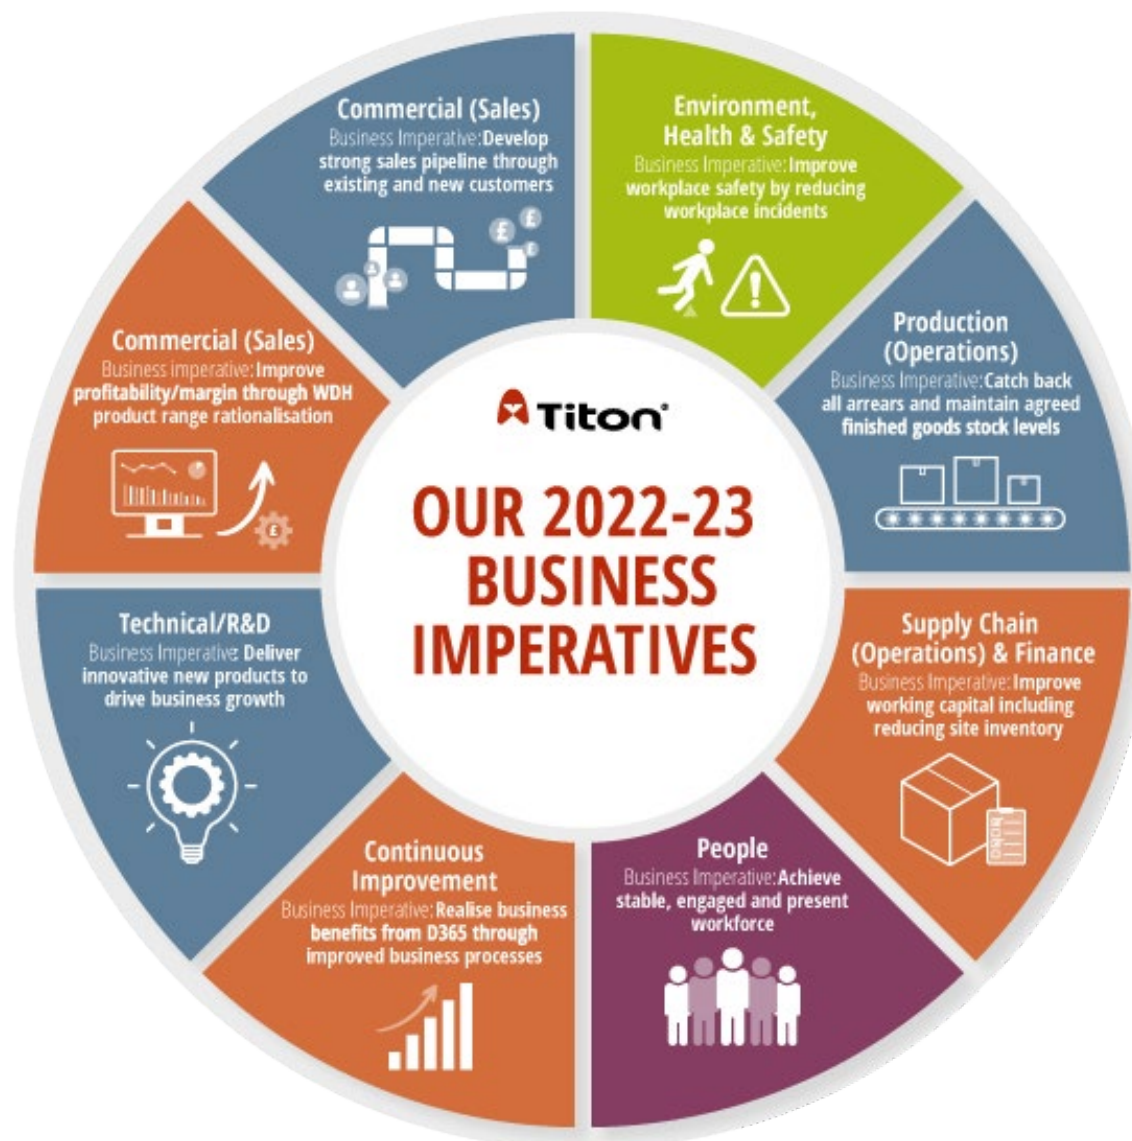 Titon®
OUR 2022-23
BUSINESS
IMPERATIVES
Environment,
Health & Safety
Business Imperative: Improve
workplace safety by reducing
workplace incidents
Production
(Operations)
Business Imperative: Catch back
all arrears and maintain agreed
finished goods stock levels
Supply Chain
(Operations) & Finance
Business Imperative: Improve
working capital including
reducing site inventory
People
Business Imperative: Achieve
stable, engaged and present
workforce
Continuous
Improvement
Business Imperative: Realise business
benefits from D365 through
improved business processes
Technical/R&D
Business Imperative: Deliver
innovative new products to
drive business growth
Commercial (Sales)
Business imperative: Improve
profitability/margin through WDH
product range rationalisation
£
Commercial (Sales)
Business Imperative: Develop
strong sales pipeline through
existing and new customers
£
£
£